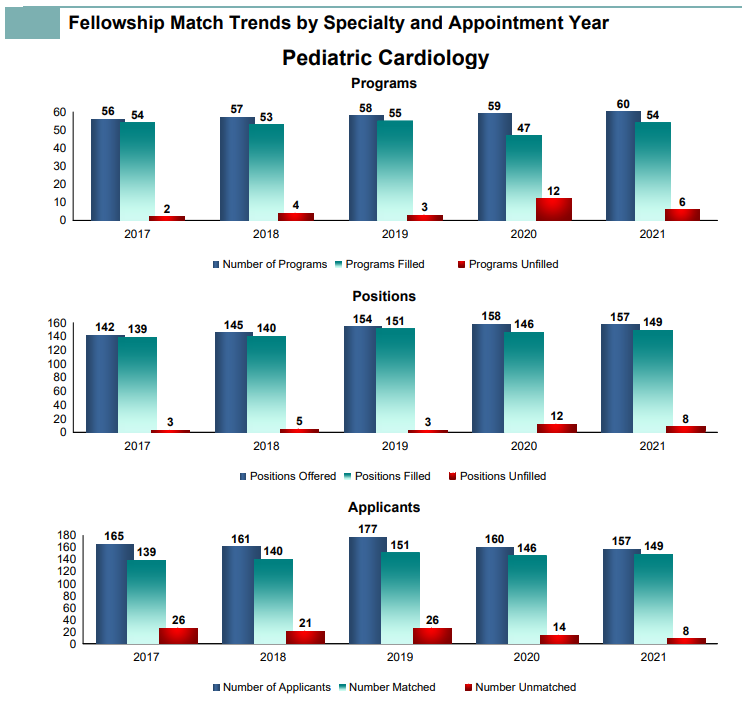 Fellowship Match Trends by Specialty and Appointment Year
Pediatric Cardiology
Programs
60
50
40
30
20
10
0
56 54 2
57 53 4
58 55 3
59 47 12
60 54 6
2017 2018 2019 2020 2021
Number of Programs Programs Filled Programs Unfilled
Positions
160
140
120
100
80
60
40
20
0
142 139 3
145 140 5
154 151 3
158 146 12
157 149 8
2017 2018 2019 2020 2021
Positions Offered Positions Filled Positions Unfilled
Applicants
180
160
140
120
100
80
60
40
20
0
165 139 26
161 140 21
177 151 26
160 146 14
157 149 8
2017 2018 2019 2020 2021
Number of Applicants Number Matched Number Unmatched